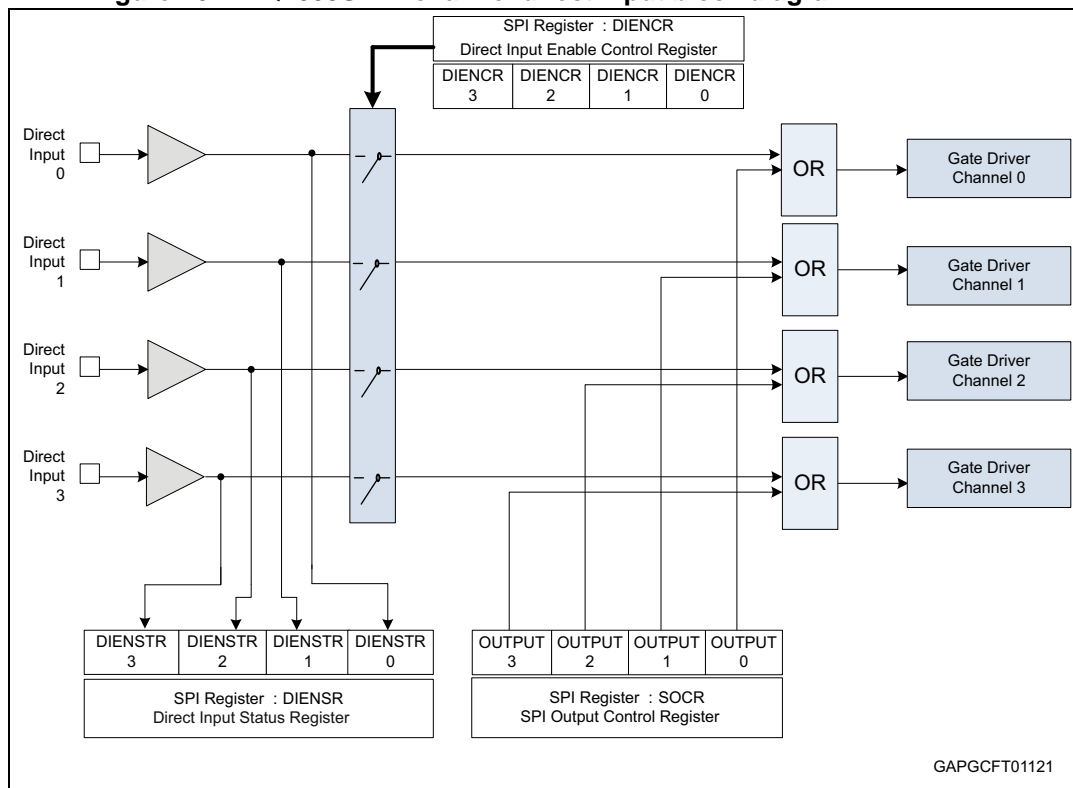 SPI Register : DIENCR
Direct Input Enable Control Register
DIENCR
3
DIENCR
2
DIENCR
1
DIENCR
0
Direct
Input
0
OR
Gate Driver
Channel 0
Direct
Input
1
OR
Gate Driver
Channel 1
Direct
Input
2
OR
Gate Driver
Channel 2
Direct
Input
3
OR
Gate Driver
Channel 3
DIENSTR
3
DIENSTR
2
DIENSTR
1
DIENSTR
0
SPI Register : DIENSR
Direct Input Status Register
OUTPUT
3
OUTPUT
2
OUTPUT
1
OUTPUT
0
SPI Register : SOCR
SPI Output Control Register
GAPGCFT01121